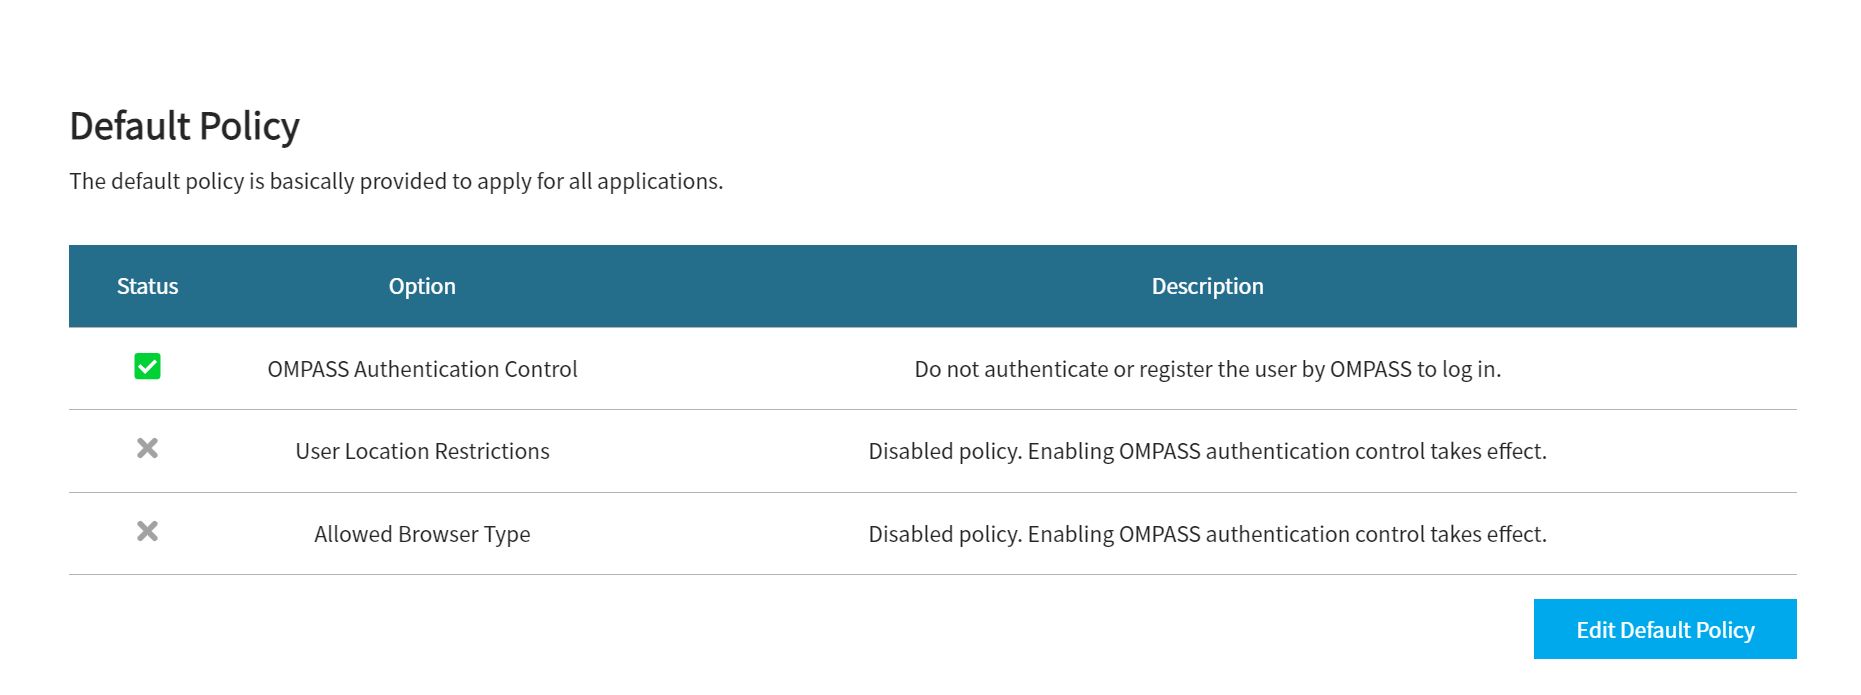 Default Policy
The default policy is basically provided to apply for all applications.
Status Option Description
OMPASS Authentication Control Do not authenticate or register the user by OMPASS to log in.
User Location Restrictions Disabled policy. Enabling OMPASS authentication control takes effect.
Allowed Browser Type Disabled policy. Enabling OMPASS authentication control takes effect.
Edit Default Policy